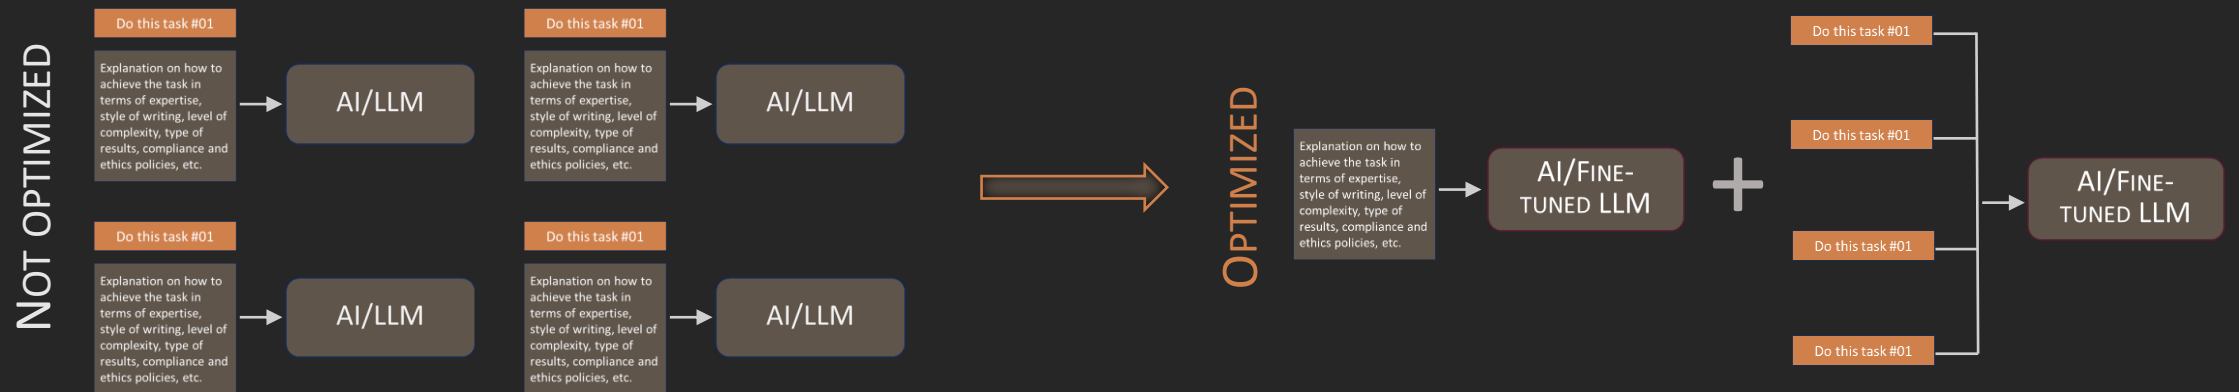 NOT OPTIMIZED
Do this task #01
Explanation on how to
achieve the task in
terms of expertise,
style of writing, level of
complexity, type of
results, compliance and
ethics policies, etc.
AI/LLM
Do this task #01
Explanation on how to
achieve the task in
terms of expertise,
style of writing, level of
complexity, type of
results, compliance and
ethics policies, etc.
AI/LLM
Do this task #01
Explanation on how to
achieve the task in
terms of expertise,
style of writing, level of
complexity, type of
results, compliance and
ethics policies, etc.
AI/LLM
Do this task #01
Explanation on how to
achieve the task in
terms of expertise,
style of writing, level of
complexity, type of
results, compliance and
ethics policies, etc.
AI/LLM
OPTIMIZED
Explanation on how to
achieve the task in
terms of expertise,
style of writing, level of
complexity, type of
results, compliance and
ethics policies, etc.
AI/FINE-
TUNED LLM
+
Do this task #01
Do this task #01
Do this task #01
Do this task #01
AI/FINE-
TUNED LLM